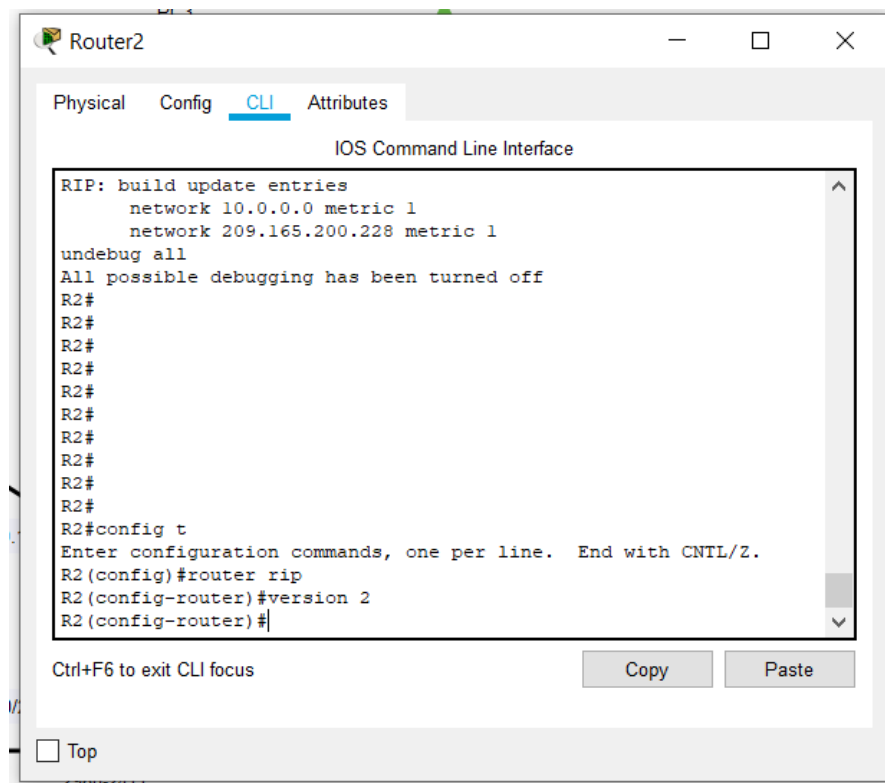 Router2
Physical Config CLI Attributes
IOS Command Line Interface
RIP: build update entries
network 10.0.0.0 metric 1
network 209.165.200.228 metric 1
undebug all
All possible debugging has been turned off
R2#
R2#
R2#
R2#
R2#
R2#
R2#
R2#
R2#
R2#
R2#config t
Enter configuration commands, one per line.  End with CNTL/Z.
R2(config)#router rip
R2(config-router)#version 2
R2(config-router)#
Ctrl+F6 to exit CLI focus
Copy Paste
Top